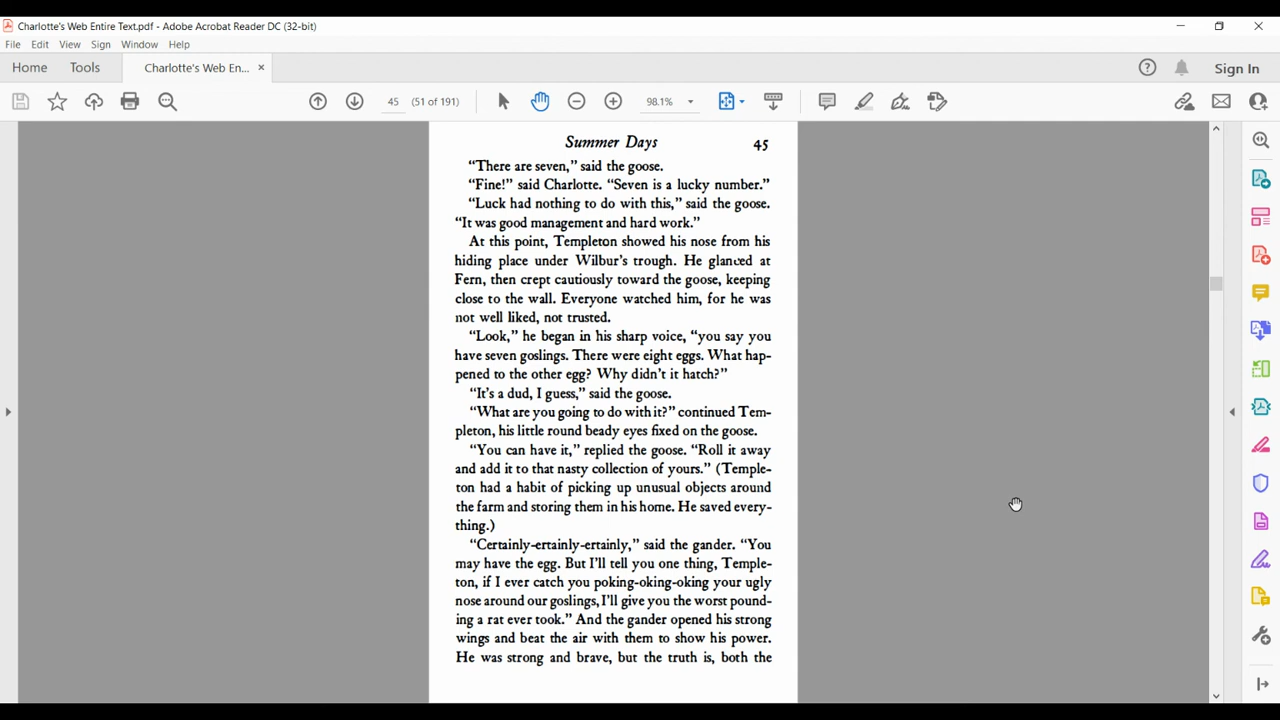 Charlotte's Web Entire Text.pdf - Adobe Acrobat Reader DC (32-bit)
File Edit View Sign Window Help
Home Tools Charlotte's Web En... × Sign In
45 (51 of 191) 98.1%
Summer Days 45
“There are seven,” said the goose.
“Fine!” said Charlotte. “Seven is a lucky number.”
“Luck had nothing to do with this,” said the goose.
“It was good management and hard work.”
At this point, Templeton showed his nose from his
hiding place under Wilbur's trough. He glanced at
Fern, then crept cautiously toward the goose, keeping
close to the wall. Everyone watched him, for he was
not well liked, not trusted.
“Look,” he began in his sharp voice, “you say you
have seven goslings. There were eight eggs. What hap-
pened to the other egg? Why didn't it hatch?”
“It's a dud, I guess,” said the goose.
“What are you going to do with it?” continued Tem-
pleton, his little round beady eyes fixed on the goose.
“You can have it,” replied the goose. “Roll it away
and add it to that nasty collection of yours.” (Temple-
ton had a habit of picking up unusual objects around
the farm and storing them in his home. He saved every-
thing.)
“Certainly-ertainly-ertainly,” said the gander. “You
may have the egg. But I'll tell you one thing, Temple-
ton, if I ever catch you poking-oking-oking your ugly
nose around our goslings, I'll give you the worst pound-
ing a rat ever took.” And the gander opened his strong
wings and beat the air with them to show his power.
He was strong and brave, but the truth is, both the